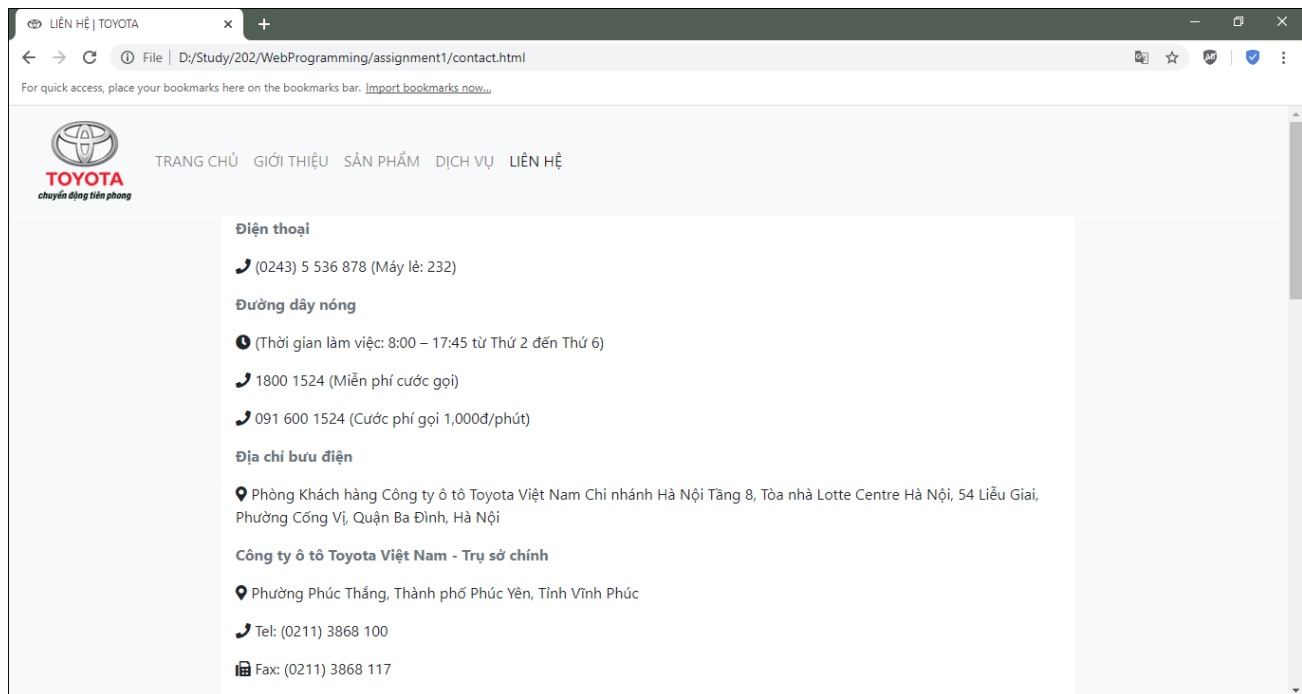 LIÊN HỆ | TOYOTA
File | D:/Study/202/WebProgramming/assignment1/contact.html
For quick access, place your bookmarks here on the bookmarks bar. Import bookmarks now...
TOYOTA
chuyển động tiên phong
TRANG CHỦ GIỚI THIỆU SẢN PHẨM DỊCH VỤ LIÊN HỆ
Điện thoại
(0243) 5 536 878 (Máy lẻ: 232)
Đường dây nóng
(Thời gian làm việc: 8:00 – 17:45 từ Thứ 2 đến Thứ 6)
1800 1524 (Miễn phí cước gọi)
091 600 1524 (Cước phí gọi 1,000đ/phút)
Địa chỉ bưu điện
Phòng Khách hàng Công ty ô tô Toyota Việt Nam Chi nhánh Hà Nội Tầng 8, Tòa nhà Lotte Centre Hà Nội, 54 Liễu Giai,
Phường Cống Vị, Quận Ba Đình, Hà Nội
Công ty ô tô Toyota Việt Nam - Trụ sở chính
Phường Phúc Thắng, Thành phố Phúc Yên, Tỉnh Vĩnh Phúc
Tel: (0211) 3868 100
Fax: (0211) 3868 117